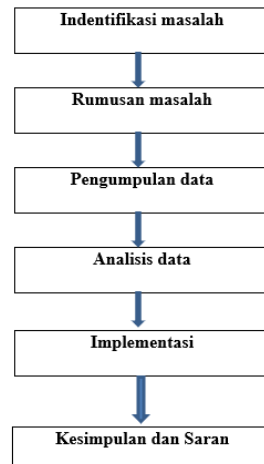 Indentifikasi masalah
Rumusan masalah
Pengumpulan data
Analisis data
Implementasi
Kesimpulan dan Saran